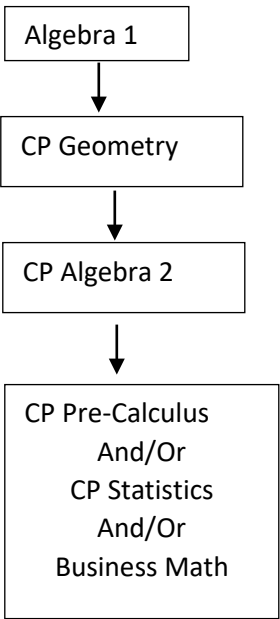 Algebra 1
CP Geometry
CP Algebra 2
CP Pre-Calculus
And/Or
CP Statistics
And/Or
Business Math